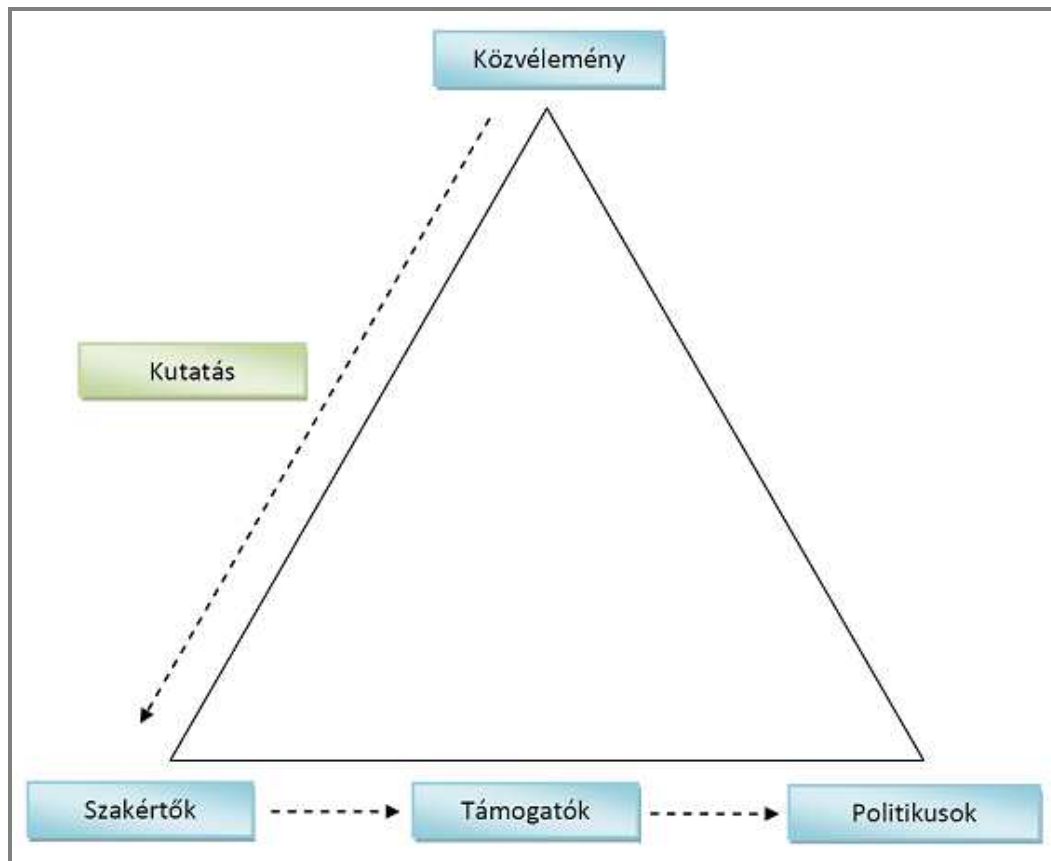 Közvélemény
Kutatás
Szakértők
Támogatók
Politikusok